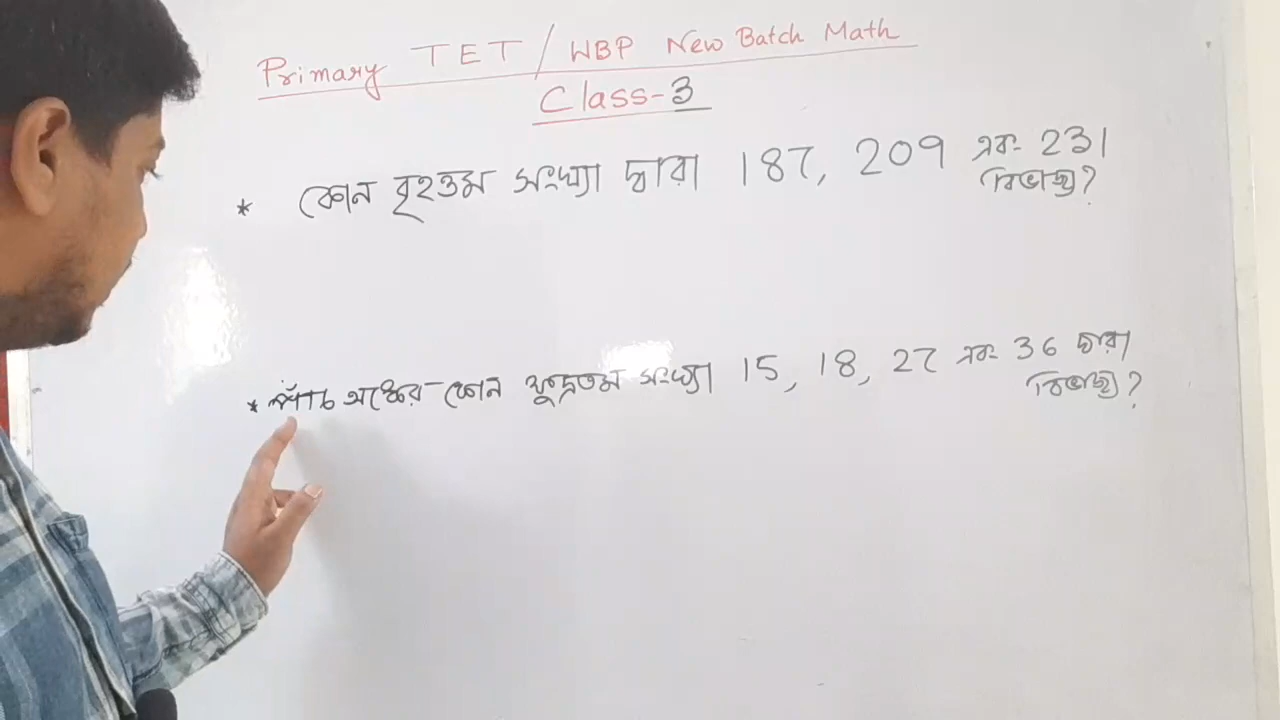 Primary TET / WBP New Batch Math
Class-3
* কোন বৃহত্তম সংখ্যা দ্বারা 187, 209 এবং 231
বিভাজ্য?
* পাঁচ অঙ্কের কোন ক্ষুদ্রতম সংখ্যা 15, 18, 27 এবং 36 দ্বারা
বিভাজ্য?